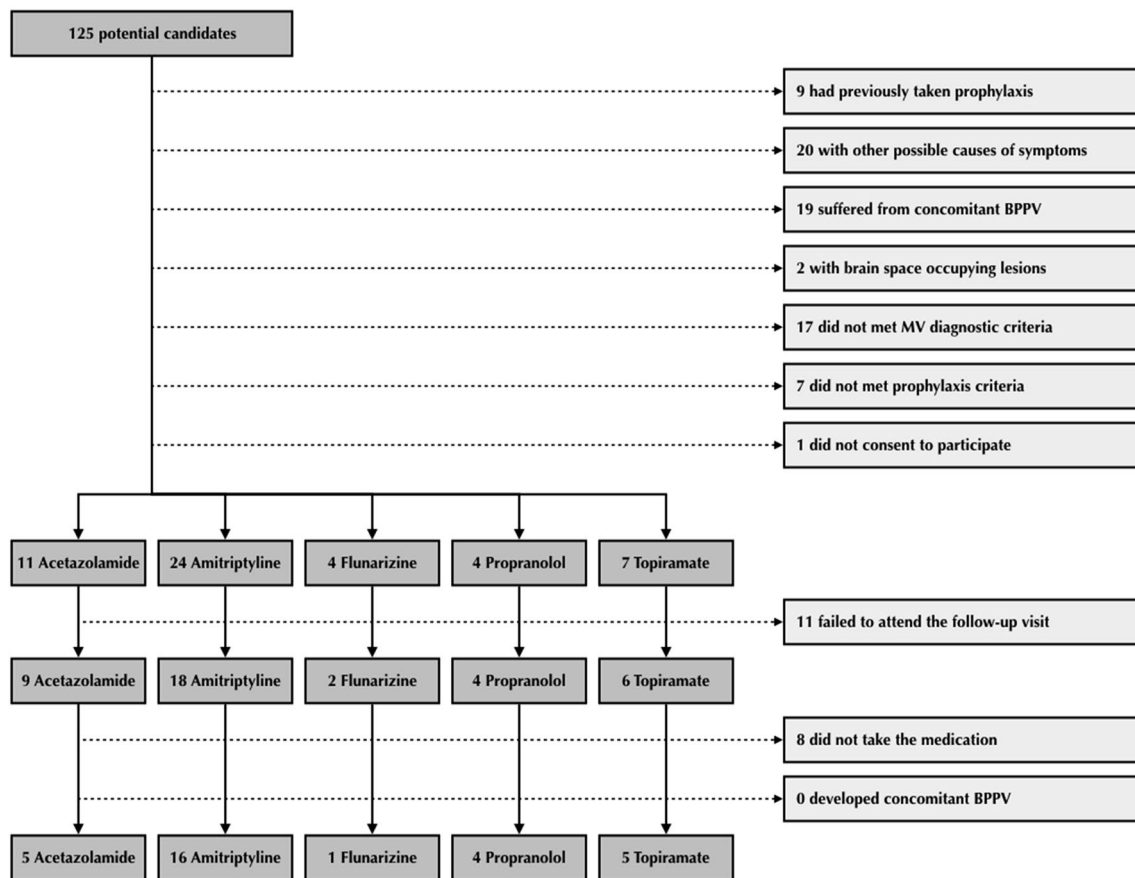 125 potential candidates
9 had previously taken prophylaxis
20 with other possible causes of symptoms
19 suffered from concomitant BPPV
2 with brain space occupying lesions
17 did not met MV diagnostic criteria
7 did not met prophylaxis criteria
1 did not consent to participate
11 Acetazolamide
24 Amitriptyline
4 Flunarizine
4 Propranolol
7 Topiramate
11 failed to attend the follow-up visit
9 Acetazolamide
18 Amitriptyline
2 Flunarizine
4 Propranolol
6 Topiramate
8 did not take the medication
0 developed concomitant BPPV
5 Acetazolamide
16 Amitriptyline
1 Flunarizine
4 Propranolol
5 Topiramate